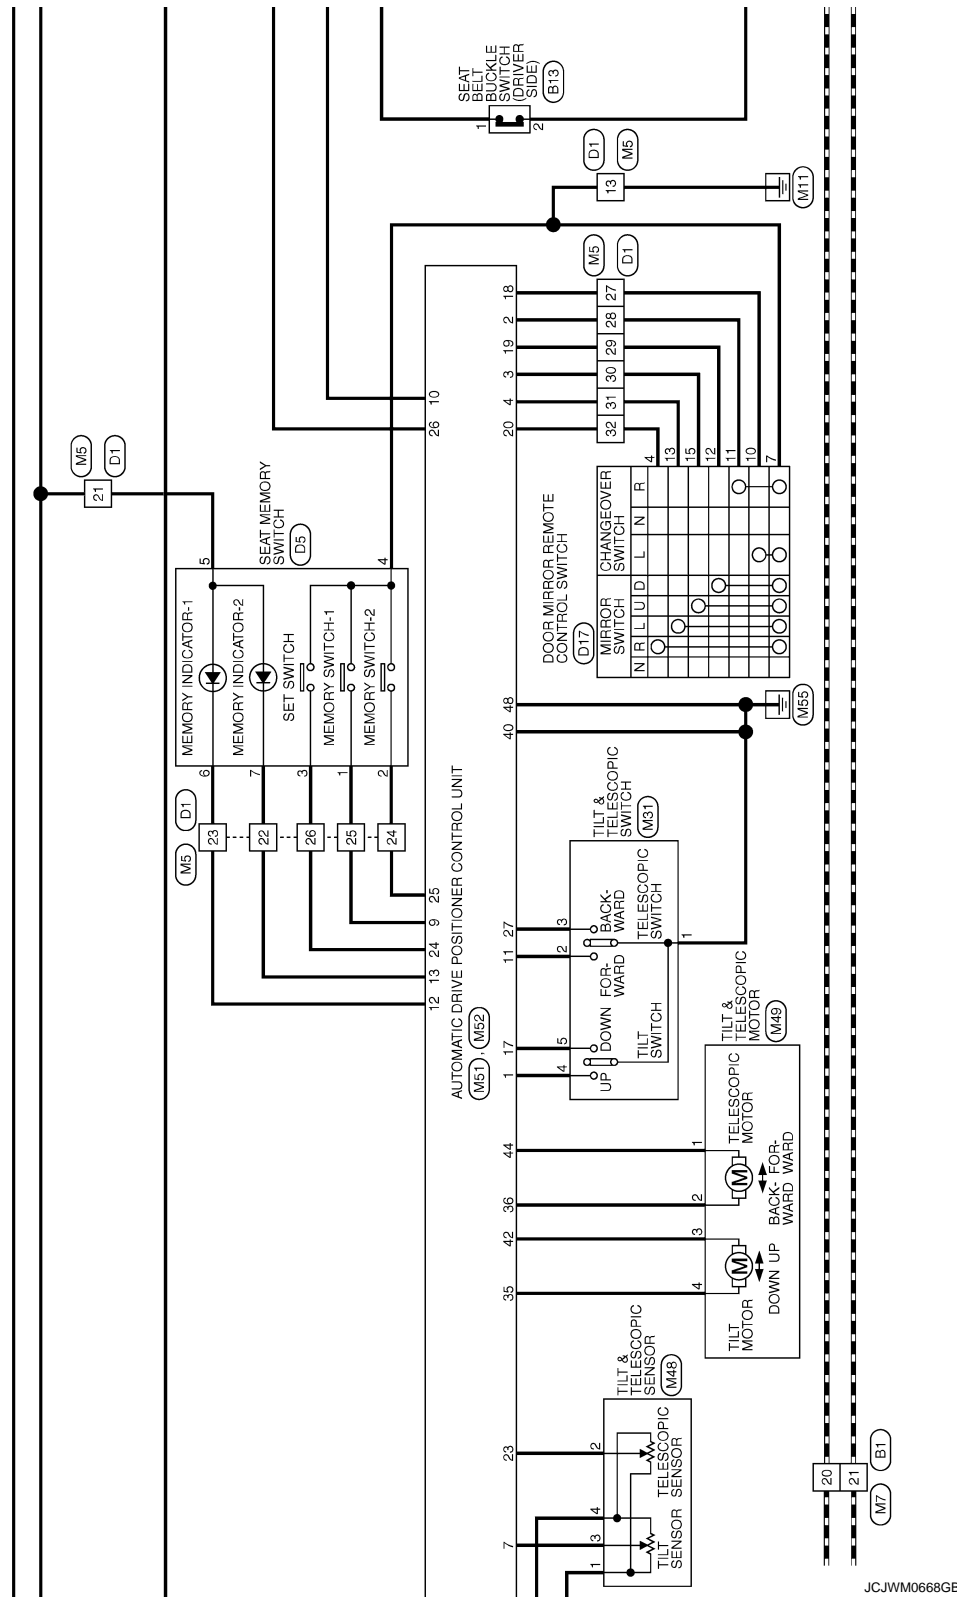 SEAT
BELT
BUCKLE
SWITCH
(DRIVER
SIDE)
B13
1
2
D1
M5
13
M11
M5
D1
18
2
19
3
4
20
27
28
29
30
31
32
10
26
M5
D1
21
4
13
15
12
11
10
7
DOOR MIRROR REMOTE
CONTROL SWITCH
D17
MIRROR
SWITCH
CHANGEOVER
SWITCH
N
R
L
U
D
L
N
R
SEAT MEMORY
SWITCH
D5
5
4
MEMORY INDICATOR-1
MEMORY INDICATOR-2
SET SWITCH
MEMORY SWITCH-1
MEMORY SWITCH-2
6
7
3
1
2
M5
D1
23
22
26
25
24
25
9
24
13
12
AUTOMATIC DRIVE POSITIONER CONTROL UNIT
M51
,
M52
48
40
M55
TILT &
TELESCOPIC
SWITCH
M31
27
11
17
1
3
2
5
4
1
BACK-
WARD
FOR-
WARD
TELESCOPIC
SWITCH
DOWN
UP
TILT
SWITCH
TILT &
TELESCOPIC
MOTOR
M49
44
36
42
35
1
2
3
4
TELESCOPIC
MOTOR
M
BACK-
WARD
FOR-
WARD
M
DOWN
UP
TILT
MOTOR
TILT &
TELESCOPIC
SENSOR
M48
23
7
2
4
3
1
TELESCOPIC
SENSOR
TILT
SENSOR
20
21
B1
M7
JCJWM0668GB